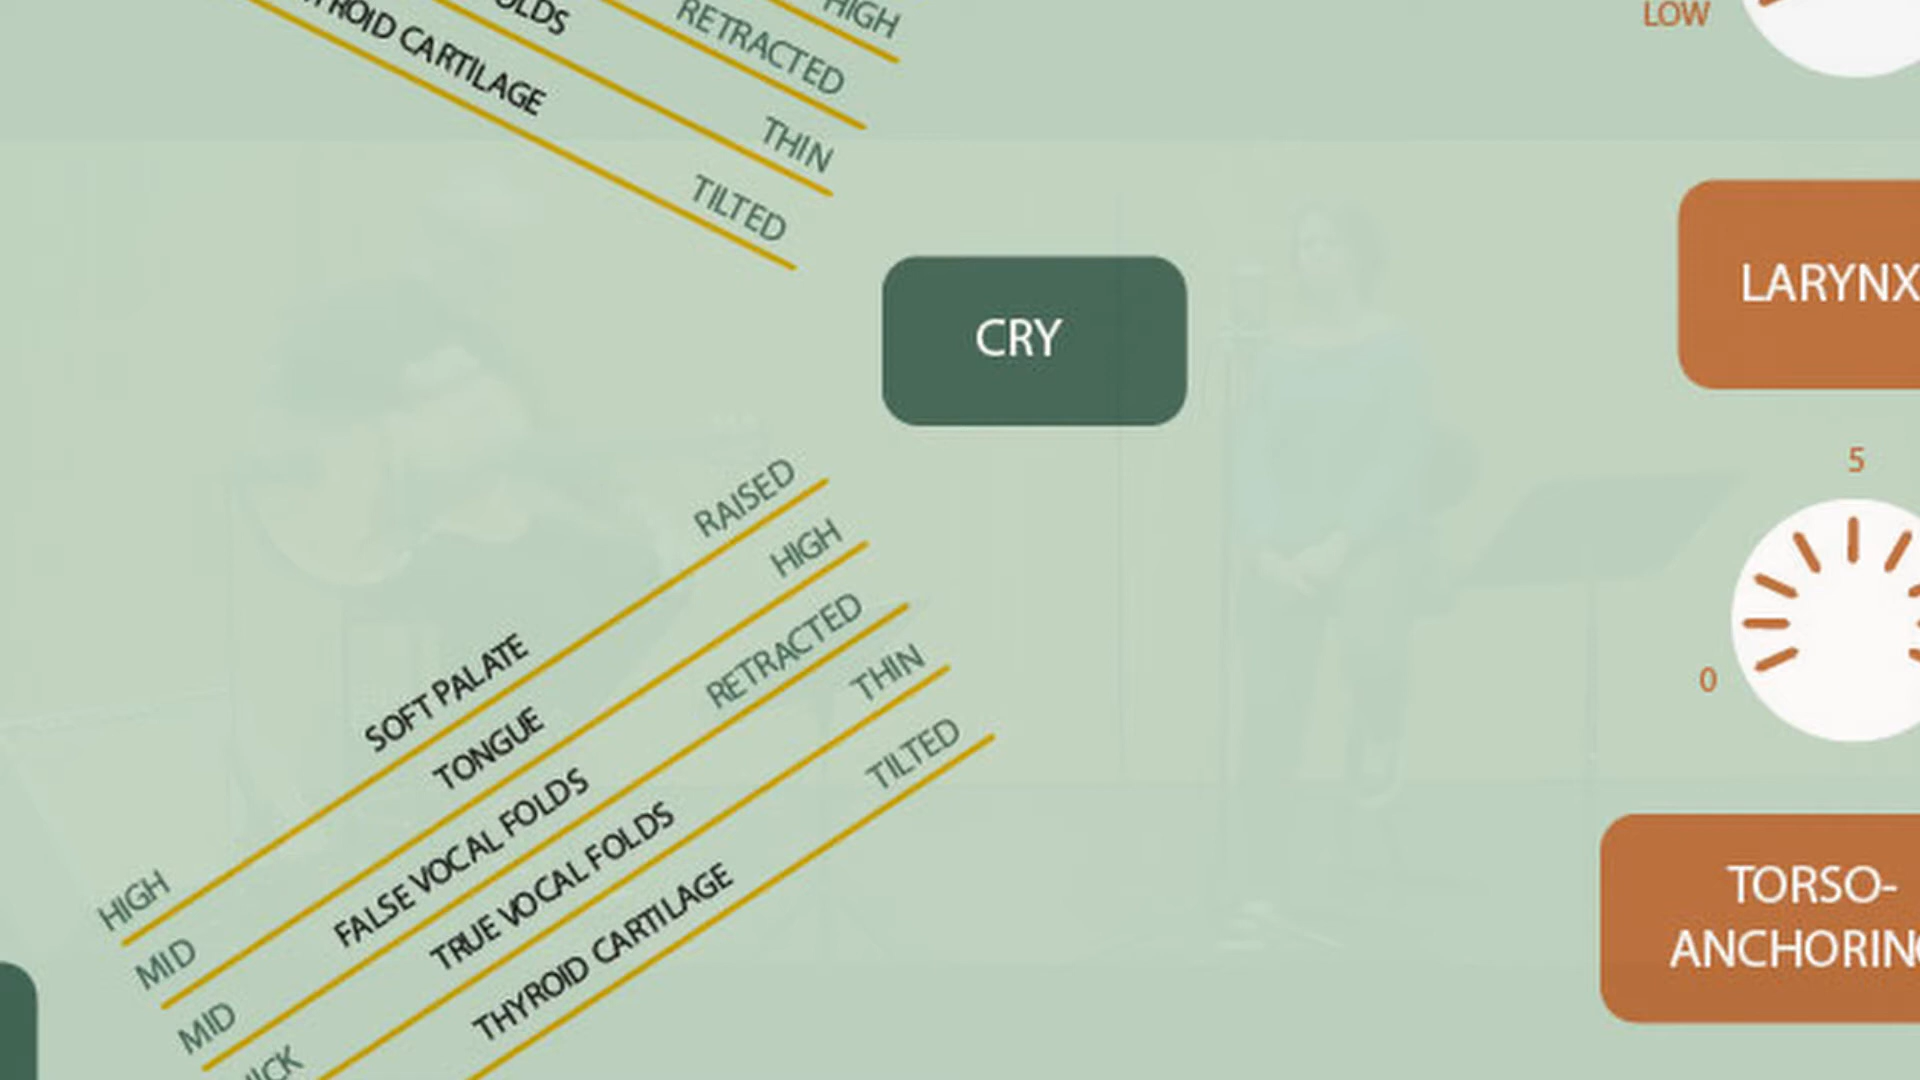 HIGH
RETRACTED
THIN
THYROID CARTILAGE
TILTED
LOW
CRY
LARYNX
5
0
TORSO-
ANCHORING
RAISED
SOFT PALATE
HIGH
HIGH
TONGUE
MID
RETRACTED
FALSE VOCAL FOLDS
MID
THIN
TRUE VOCAL FOLDS
TILTED
THYROID CARTILAGE